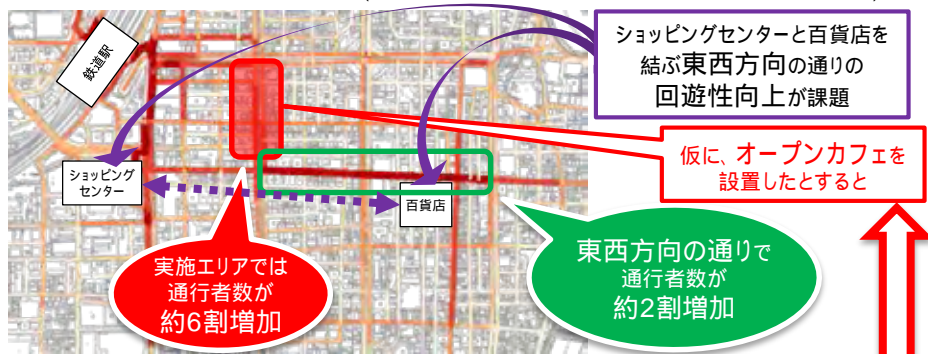 鉄道駅
ショッピングセンターと百貨店を
結ぶ東西方向の通りの
回遊性向上が課題
仮に、オープンカフェを
設置したとすると
ショッピング
センター
百貨店
実施エリアでは
通行者数が
約6割増加
東西方向の通りで
通行者数が
約2割増加